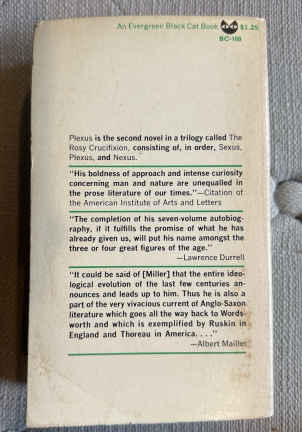 An Evergreen Black Cat Book $1.25
BC-108
Plexus is the second novel in a trilogy called The
Rosy Crucifixion, consisting of, in order, Sexus,
Plexus, and Nexus.
"His boldness of approach and intense curiosity
concerning man and nature are unequalled in
the prose literature of our times."—Citation of
the American Institute of Arts and Letters
"The completion of his seven-volume autobiog-
raphy, if it fulfills the promise of what he has
already given us, will put his name amongst the
three or four great figures of the age."
—Lawrence Durrell
"It could be said of [Miller] that the entire ideo-
logical evolution of the last few centuries an-
nounces and leads up to him. Thus he is also a
part of the very vivacious current of Anglo-Saxon
literature which goes all the way back to Words-
worth and which is exemplified by Ruskin in
England and Thoreau in America. . . ."
—Albert Maillet